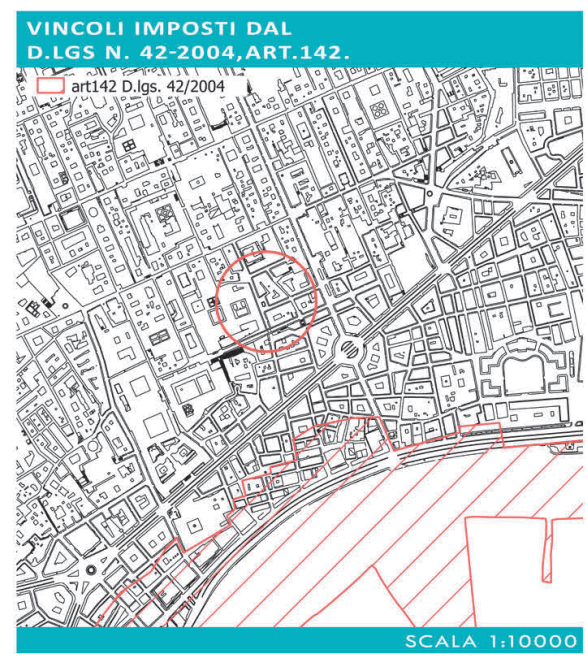 VINCOLI IMPOSTI DAL
D.LGS N. 42-2004,ART.142.
art142 D.lgs. 42/2004
SCALA 1:10000